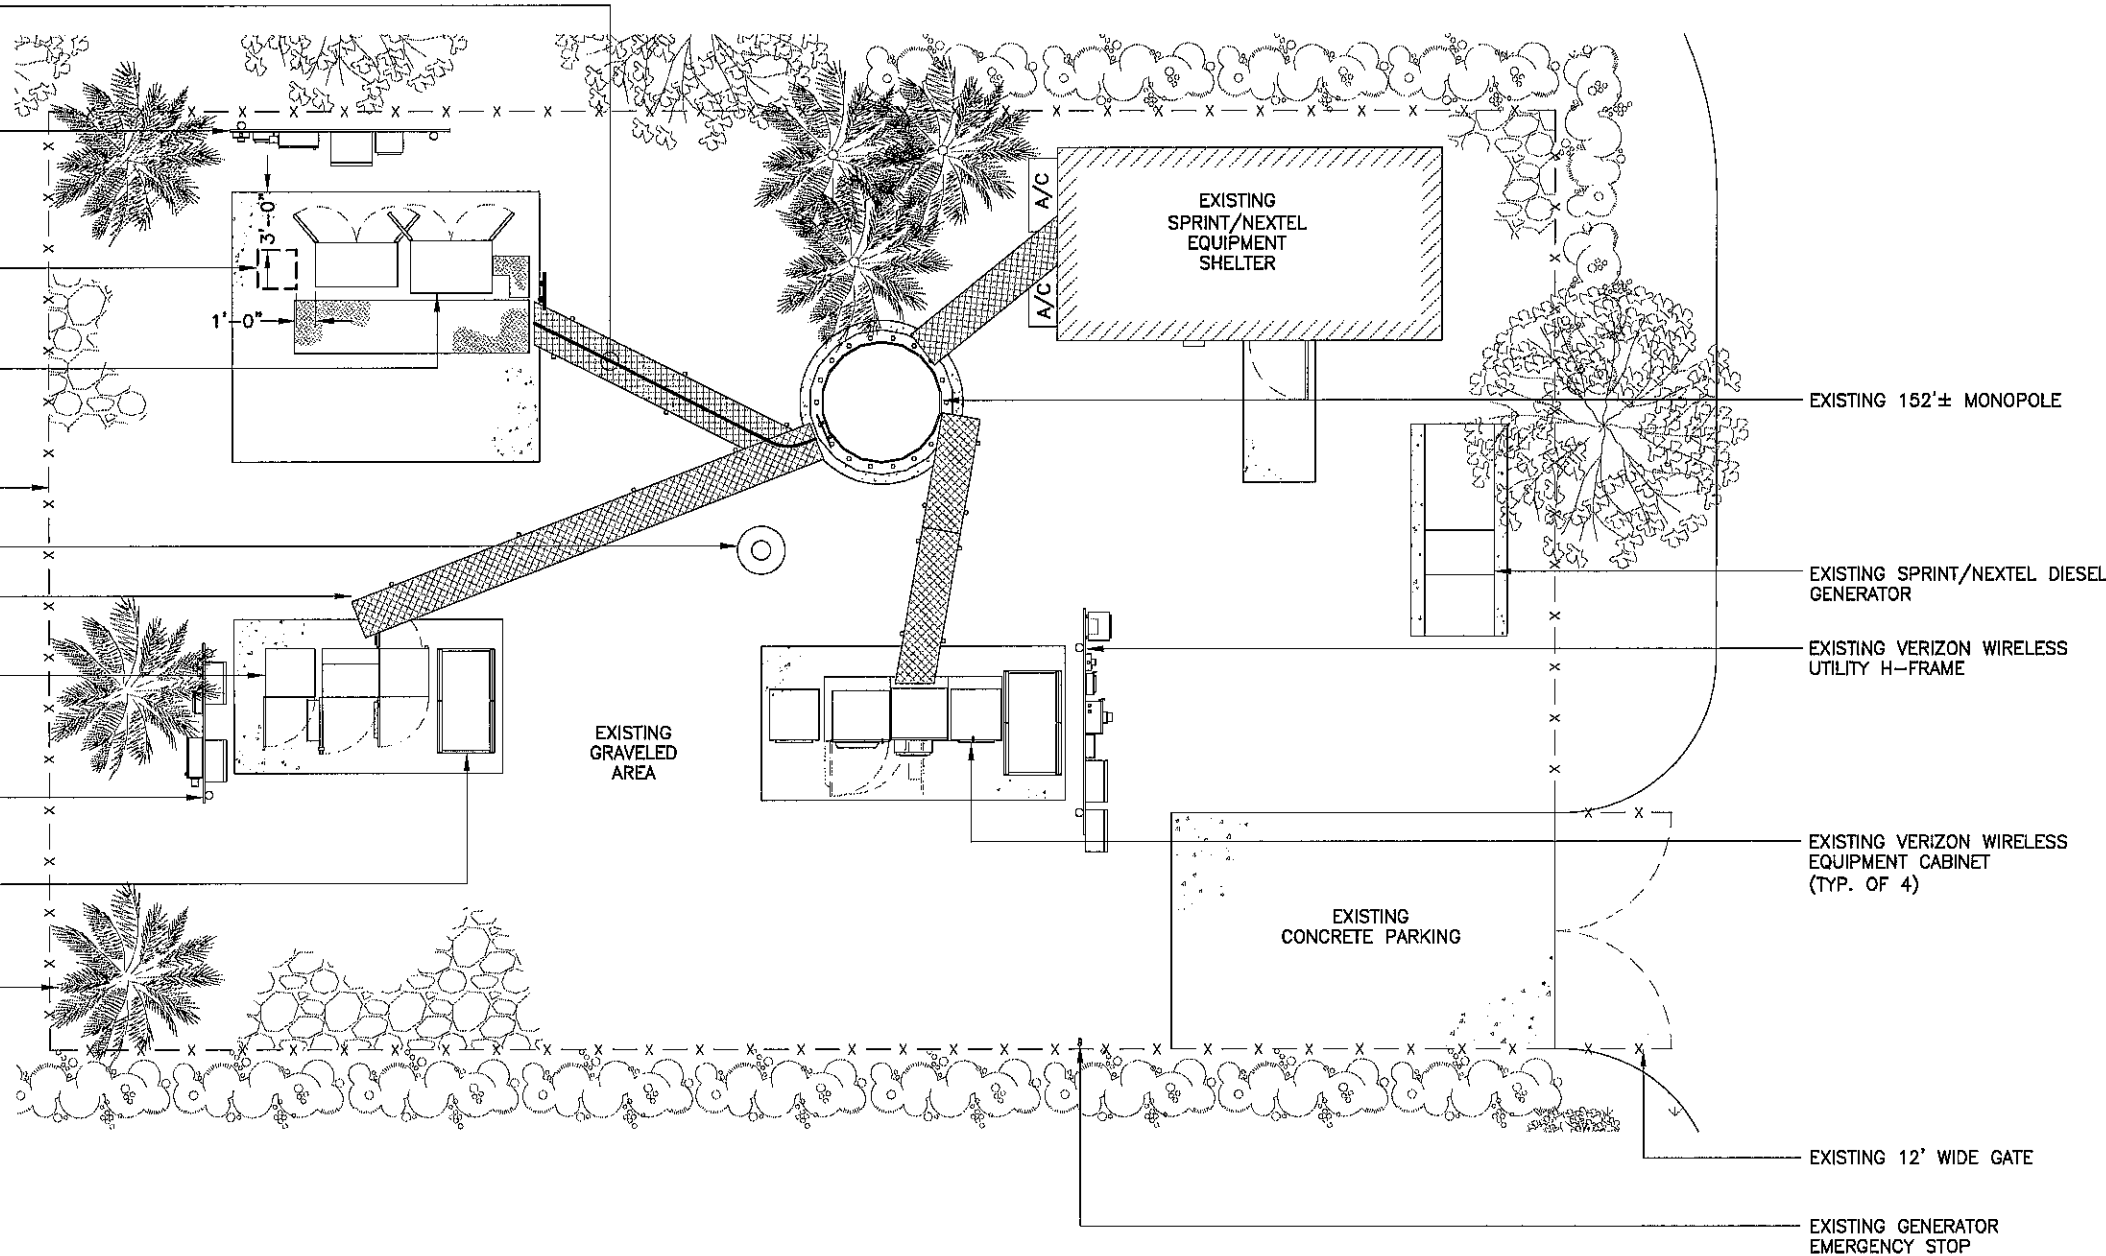 A/C
EXISTING
SPRINT/NEXTEL
EQUIPMENT
SHELTER
3'-0"
A/C
1'-0"
EXISTING 152'± MONOPOLE
EXISTING SPRINT/NEXTEL DIESEL
GENERATOR
EXISTING VERIZON WIRELESS
UTILITY H-FRAME
EXISTING
GRAVELED
AREA
EXISTING VERIZON WIRELESS
EQUIPMENT CABINET
(TYP. OF 4)
EXISTING
CONCRETE PARKING
EXISTING 12' WIDE GATE
EXISTING GENERATOR
EMERGENCY STOP